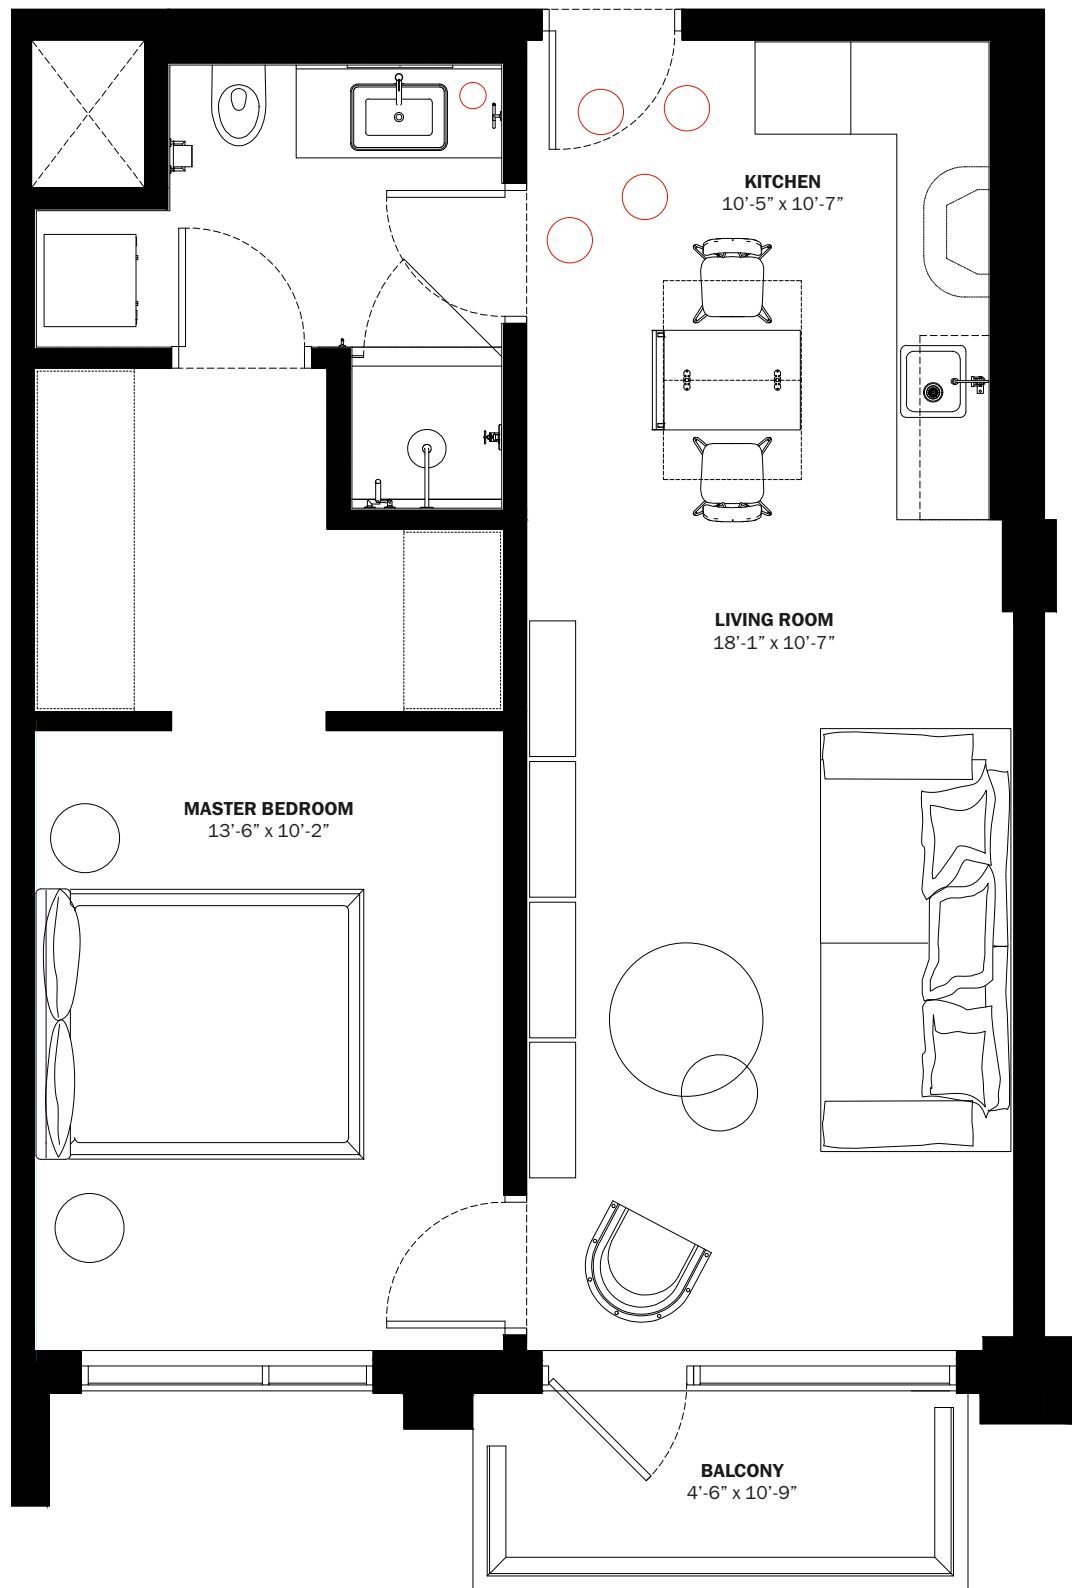 KITCHEN
10’-5” x 10’-7”
LIVING ROOM
18’-1” x 10’-7”
MASTER BEDROOM
13’-6” x 10’-2”
BALCONY
4’-6” x 10’-9”